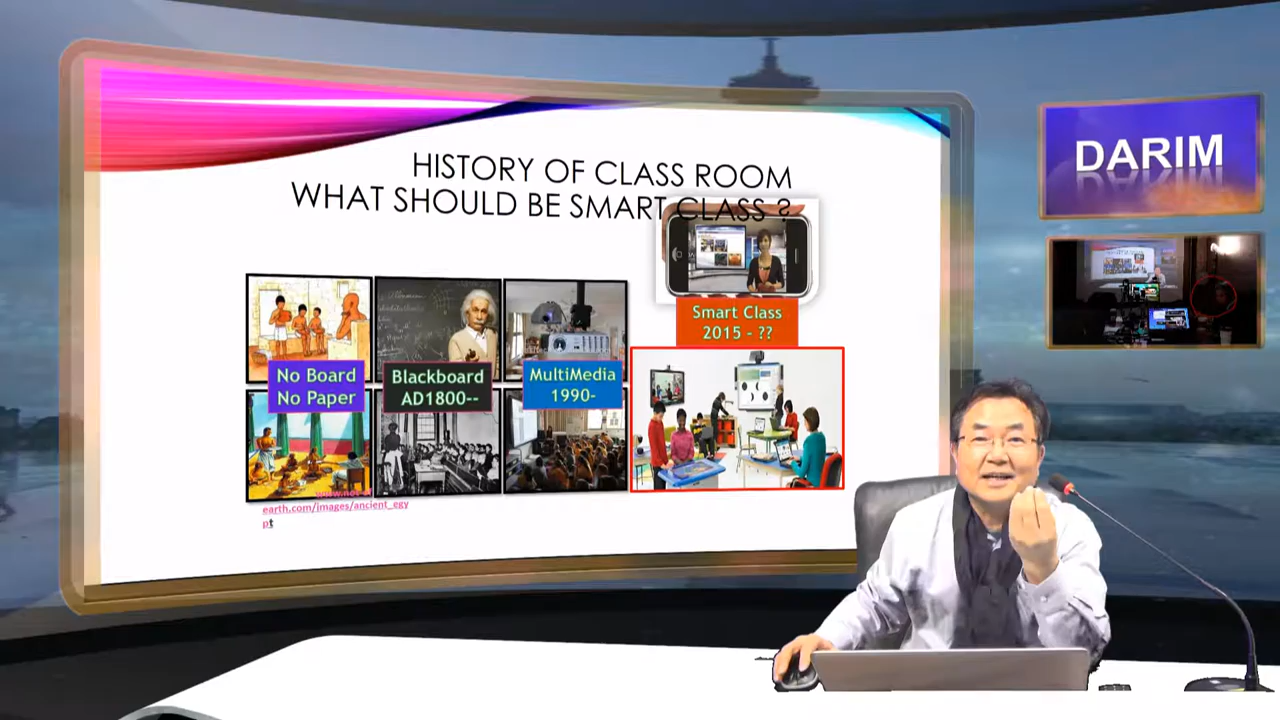 HISTORY OF CLASS ROOM
WHAT SHOULD BE SMART CLASS ?
No Board
No Paper
Blackboard
AD1800--
MultiMedia
1990-
Smart Class
2015 - ??
earth.com/images/ancient_egy
pt
DARIM